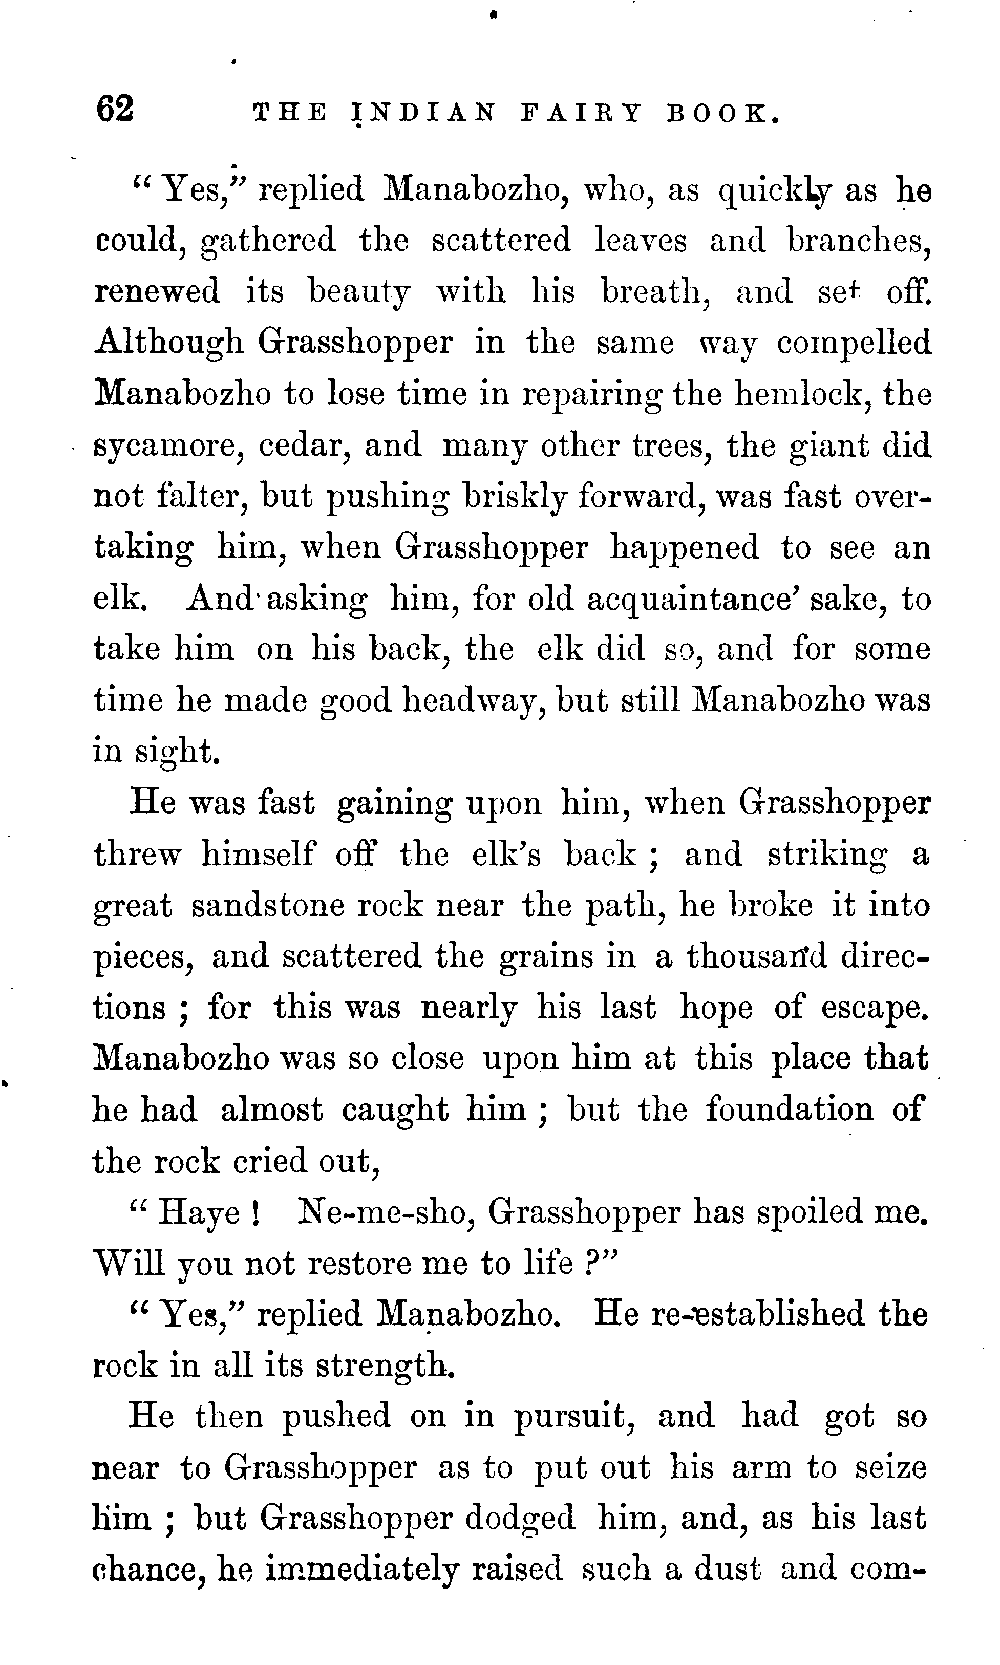 62 THE INDIAN FAIRY BOOK.
“ Yes,” replied Manabozho, who, as quickly as he
could, gathered the scattered leaves and branches,
renewed its beauty with his breath, and set off.
Although Grasshopper in the same way compelled
Manabozho to lose time in repairing the hemlock, the
sycamore, cedar, and many other trees, the giant did
not falter, but pushing briskly forward, was fast over-
taking him, when Grasshopper happened to see an
elk. And asking him, for old acquaintance’ sake, to
take him on his back, the elk did so, and for some
time he made good headway, but still Manabozho was
in sight.
He was fast gaining upon him, when Grasshopper
threw himself off the elk’s back ; and striking a
great sandstone rock near the path, he broke it into
pieces, and scattered the grains in a thousand direc-
tions ; for this was nearly his last hope of escape.
Manabozho was so close upon him at this place that
he had almost caught him ; but the foundation of
the rock cried out,
“ Haye ! Ne-me-sho, Grasshopper has spoiled me.
Will you not restore me to life ?”
“ Yes,” replied Manabozho. He re-established the
rock in all its strength.
He then pushed on in pursuit, and had got so
near to Grasshopper as to put out his arm to seize
him ; but Grasshopper dodged him, and, as his last
chance, he immediately raised such a dust and com-